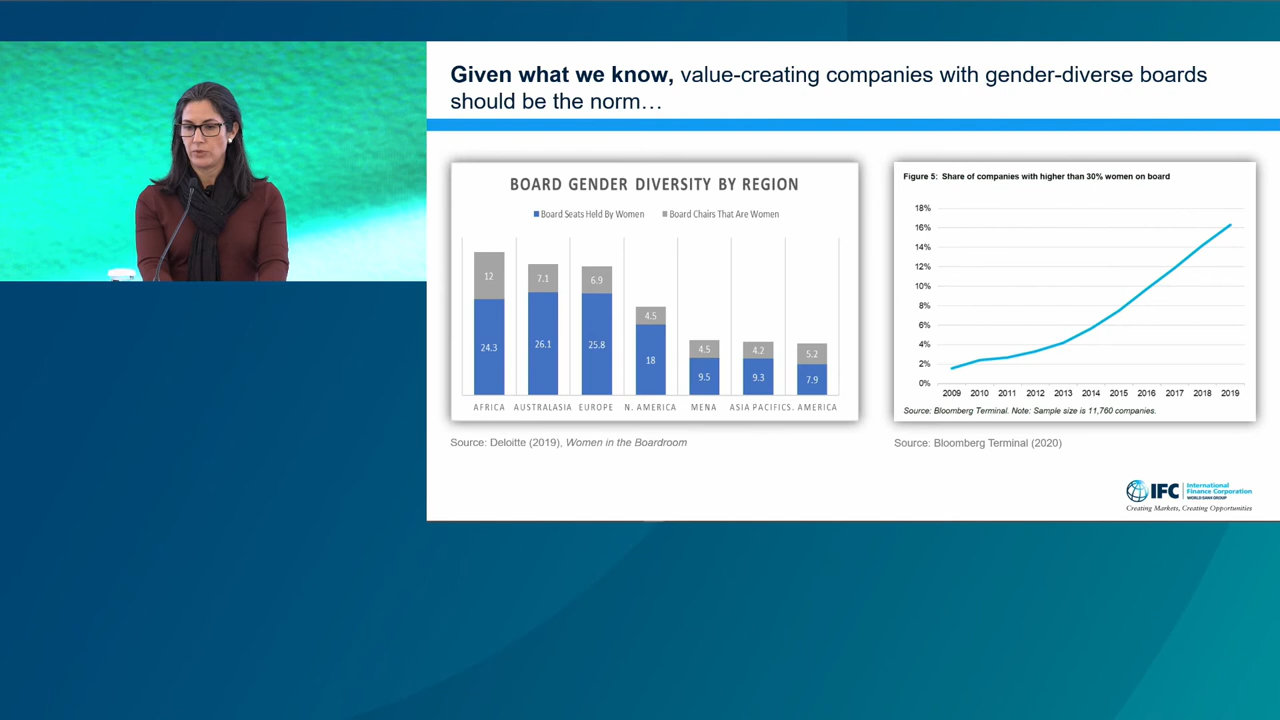 Given what we know, value-creating companies with gender-diverse boards
should be the norm…
BOARD GENDER DIVERSITY BY REGION
Board Seats Held By Women
Board Chairs That Are Women
12
7.1
6.9
4.5
4.5
4.2
5.2
24.3
26.1
25.8
18
9.5
9.3
7.9
AFRICA
AUSTRALASIA
EUROPE
N. AMERICA
MENA
ASIA PACIFIC
S. AMERICA
Source: Deloitte (2019), Women in the Boardroom
Figure 5: Share of companies with higher than 30% women on board
18%
16%
14%
12%
10%
8%
6%
4%
2%
0%
2009 2010 2011 2012 2013 2014 2015 2016 2017 2018 2019
Source: Bloomberg Terminal. Note: Sample size is 11,760 companies.
Source: Bloomberg Terminal (2020)
IFC
International
Finance Corporation
WORLD BANK GROUP
Creating Markets, Creating Opportunities